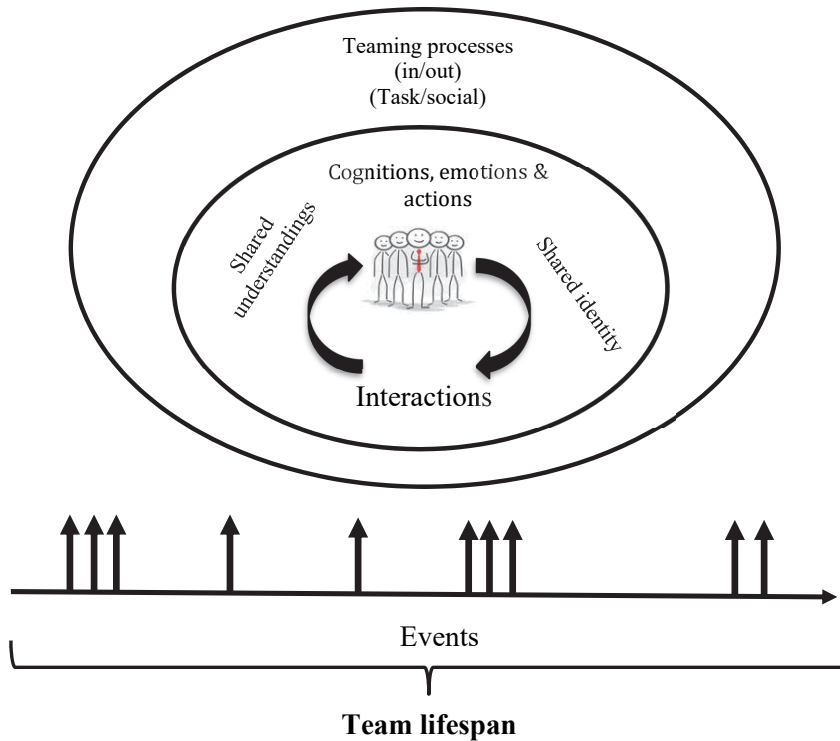 Teaming processes
(in/out)
(Task/social)
Cognitions, emotions &
actions
Shared
understandings
Shared identity
Interactions
Events
Team lifespan